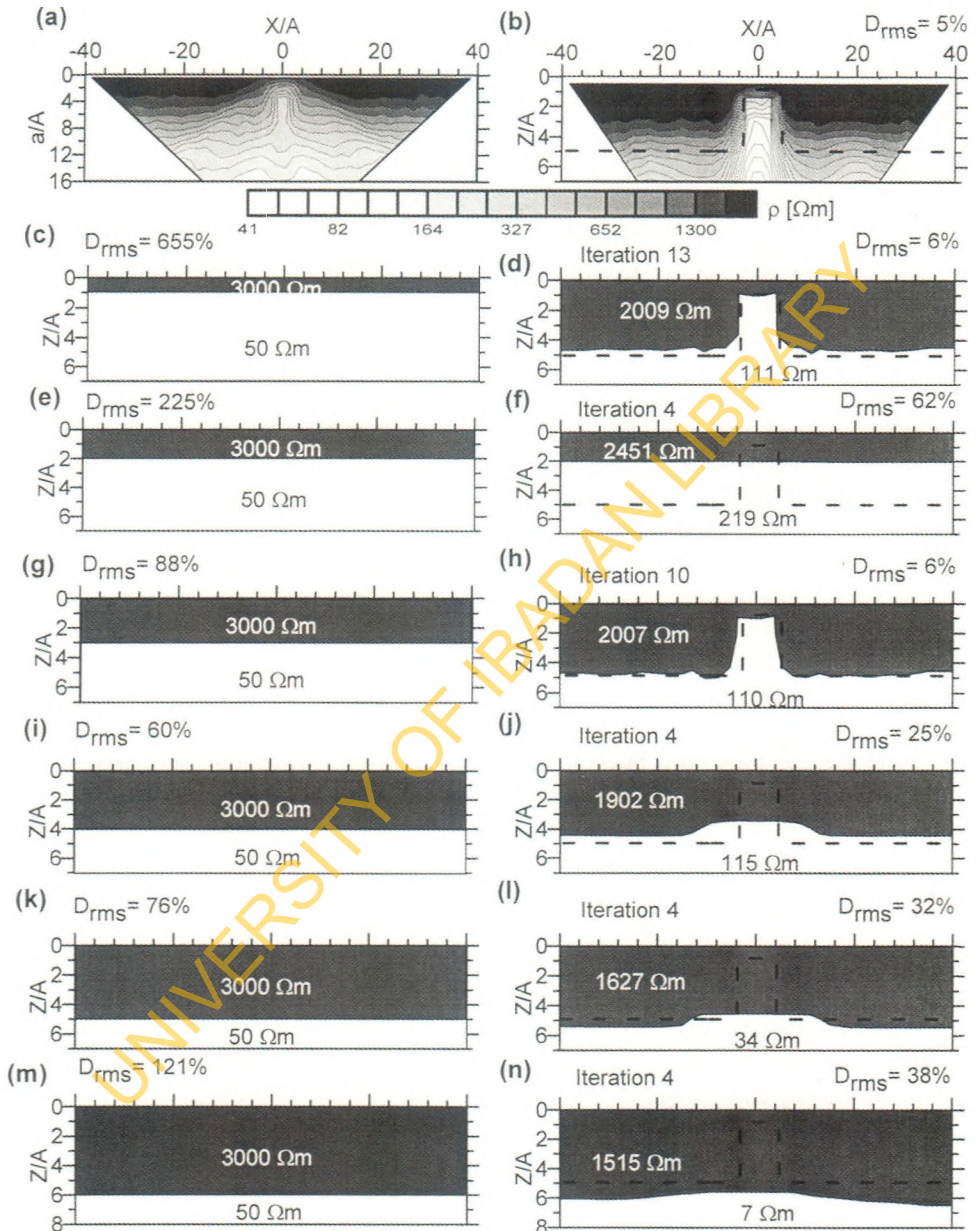 (a)
X/A
-40 -20 0 20 40
a/A
0
4
8
12
16
(b)
X/A
Drms= 5%
-40 -20 0 20 40
Z/A
0
2
4
6
41 82 164 327 652 1300
ρ [Ωm]
(c)
Drms= 655%
-40 -20 0 20 40
Z/A
0
2
4
6
3000 Ωm
50 Ωm
(d)
Iteration 13
Drms= 6%
Z/A
0
2
4
6
2009 Ωm
111 Ωm
(e)
Drms= 225%
Z/A
0
2
4
6
3000 Ωm
50 Ωm
(f)
Iteration 4
Drms= 62%
Z/A
0
2
4
6
2451 Ωm
219 Ωm
(g)
Drms= 88%
Z/A
0
2
4
6
3000 Ωm
50 Ωm
(h)
Iteration 10
Drms= 6%
Z/A
0
2
4
6
2007 Ωm
110 Ωm
(i)
Drms= 60%
Z/A
0
2
4
6
3000 Ωm
50 Ωm
(j)
Iteration 4
Drms= 25%
Z/A
0
2
4
6
1902 Ωm
115 Ωm
(k)
Drms= 76%
Z/A
0
2
4
6
3000 Ωm
50 Ωm
(l)
Iteration 4
Drms= 32%
Z/A
0
2
4
6
1627 Ωm
34 Ωm
(m)
Drms= 121%
Z/A
0
2
4
6
8
3000 Ωm
50 Ωm
(n)
Iteration 4
Drms= 38%
Z/A
0
2
4
6
8
1515 Ωm
7 Ωm
UNIVERSITY OF IBADAN LIBRARY